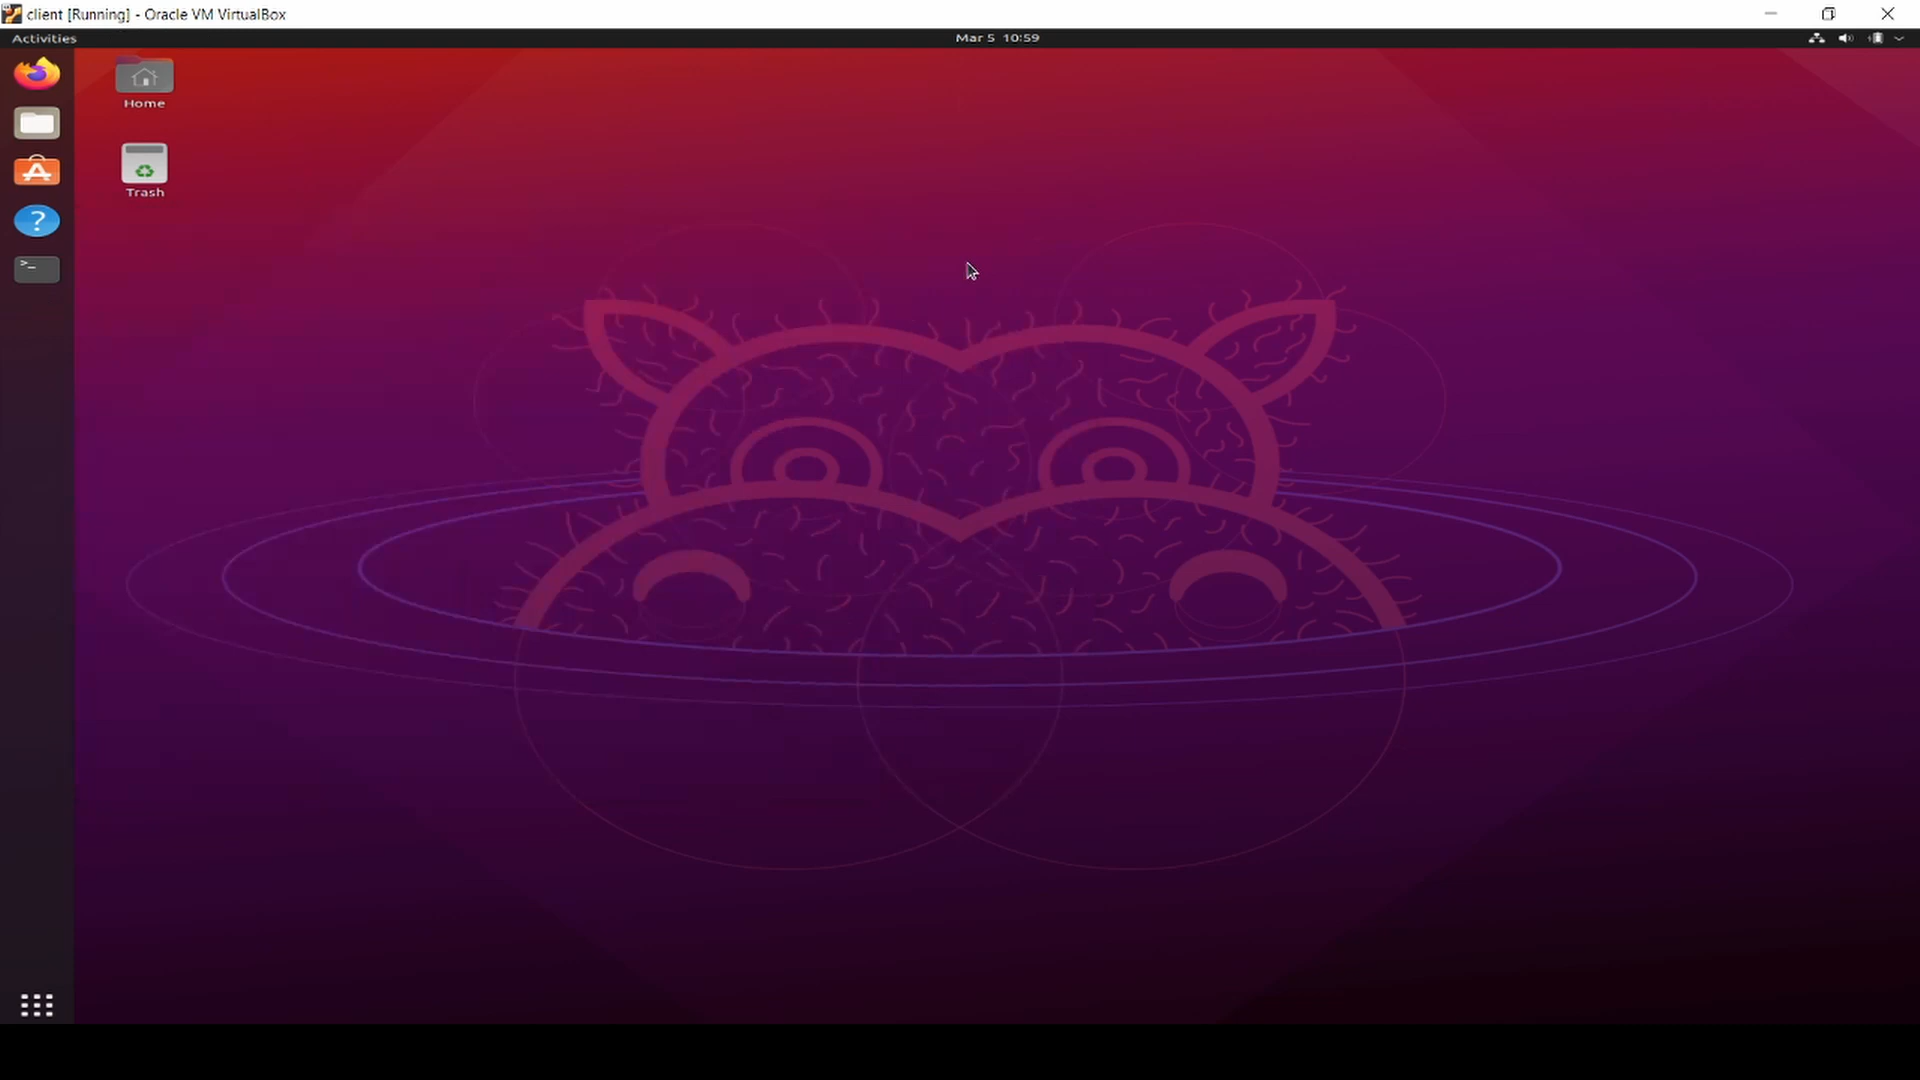 client [Running] - Oracle VM VirtualBox
Activities
Mar 5 10:59
Home
Trash